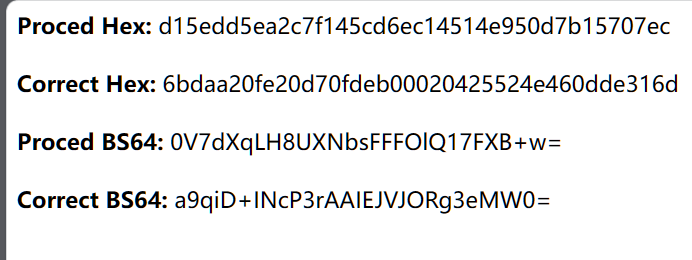 Proced Hex: d15edd5ea2c7f145cd6ec14514e950d7b15707ec
Correct Hex: 6bdaa20fe20d70fdeb00020425524e460dde316d
Proced BS64: 0V7dXqLH8UXNbsFFFOlQ17FXB+w=
Correct BS64: a9qiD+INcP3rAAIEJVJORg3eMW0=